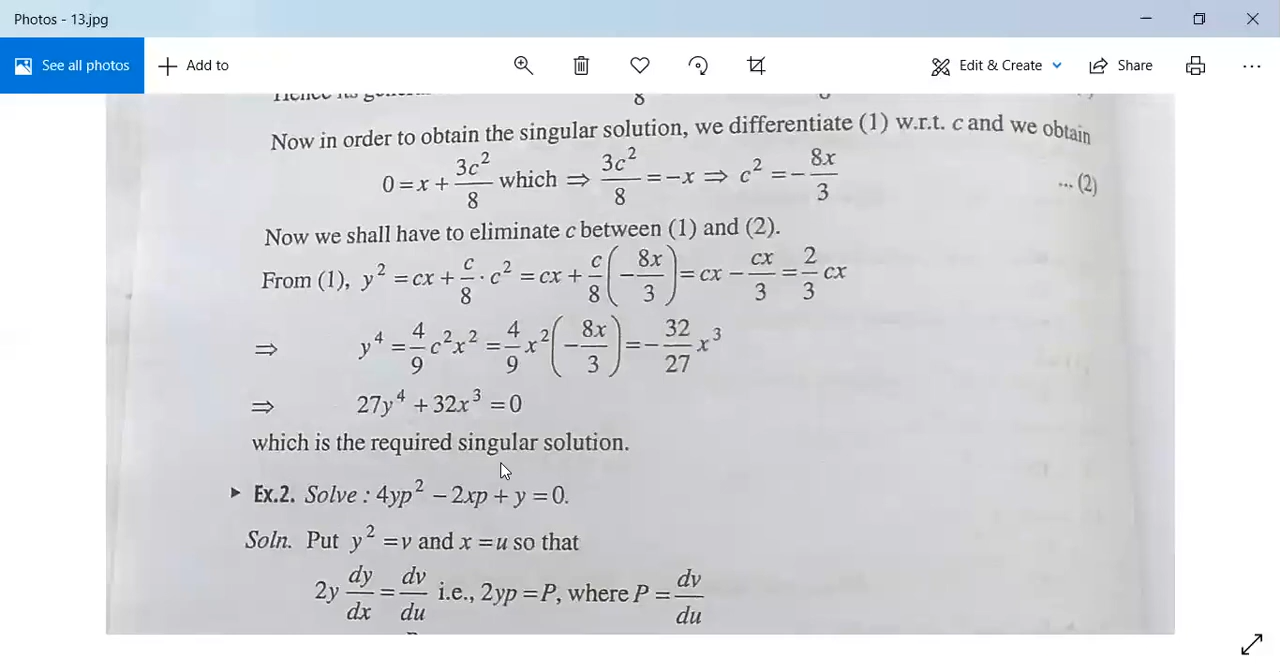 Photos - 13.jpg
See all photos
Add to
Edit & Create
Share
Hence its general
8
Now in order to obtain the singular solution, we differentiate (1) w.r.t. c and we obtain
0 = x + 3c²/8 which ⇒ 3c²/8 = -x ⇒ c² = -8x/3 ... (2)
Now we shall have to eliminate c between (1) and (2).
From (1), y² = cx + c/8 · c² = cx + c/8 (-8x/3) = cx - cx/3 = 2/3 cx
⇒ y⁴ = 4/9 c²x² = 4/9 x² (-8x/3) = -32/27 x³
⇒ 27y⁴ + 32x³ = 0
which is the required singular solution.
▶ Ex.2. Solve : 4yp² - 2xp + y = 0.
Soln. Put y² = v and x = u so that
2y dy/dx = dv/du i.e., 2yp = P, where P = dv/du